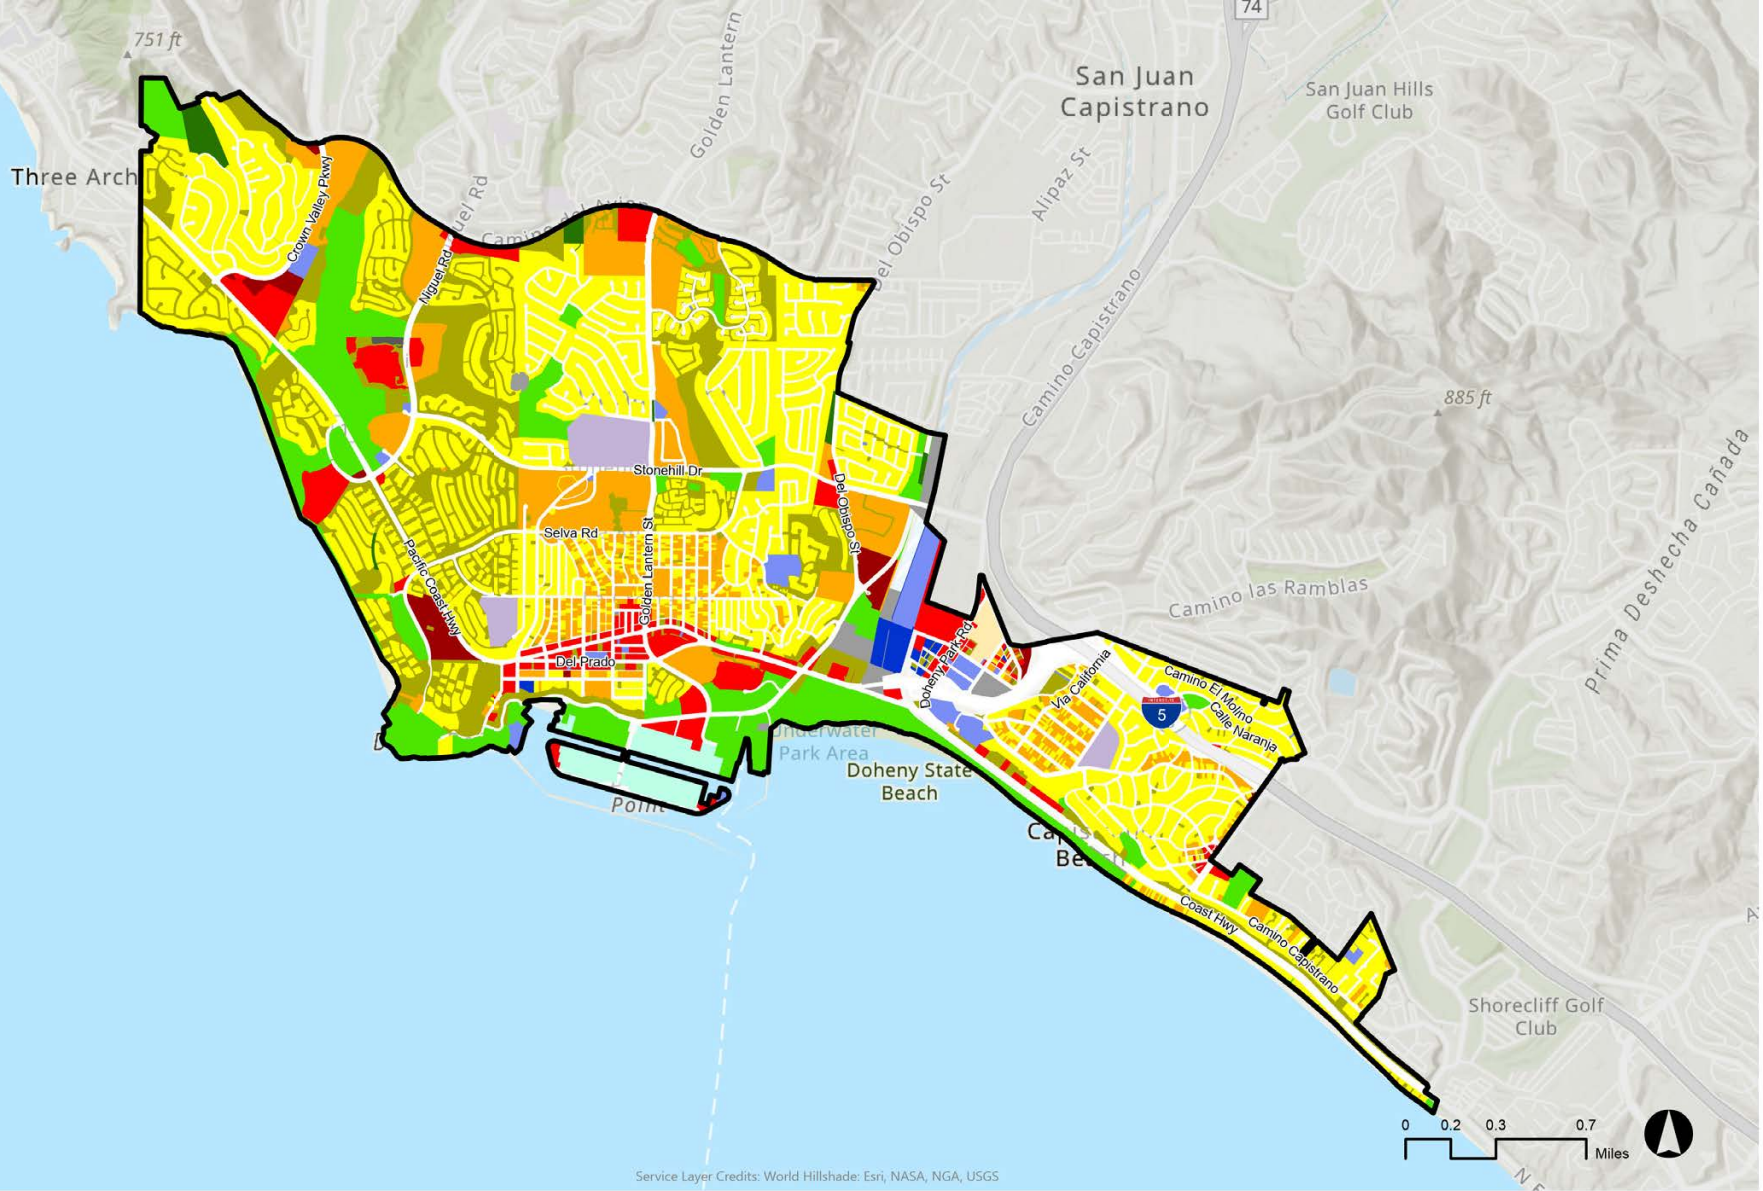 74
751 ft
San Juan
Capistrano
San Juan Hills
Golf Club
Golden Lantern
Three Arch
Alipaz St
Del Obispo St
Crown Valley Pkwy
Niguel Rd
Camino Capistrano
885 ft
Prima Deshecha Cañada
Stonehill Dr
Del Obispo St
Selva Rd
Golden Lantern St
Pacific Coast Hwy
Camino las Ramblas
Del Prado
Doheny Park Rd
Via California
Camino El Molino
Calle Naranja
5
Underwater
Park Area
Doheny State
Beach
Point
Coast Hwy
Camino Capistrano
Shorecliff Golf
Club
0 0.2 0.3 0.7
Miles
Service Layer Credits: World Hillshade: Esri, NASA, NGA, USGS